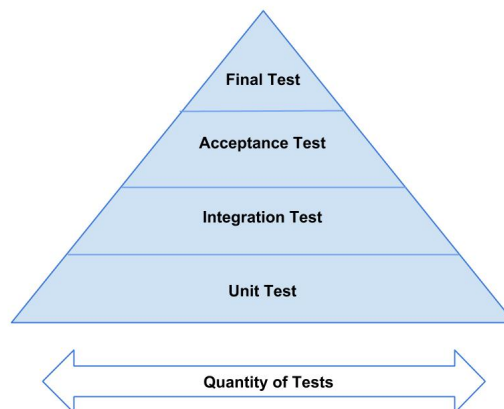 Final Test
Acceptance Test
Integration Test
Unit Test
Quantity of Tests